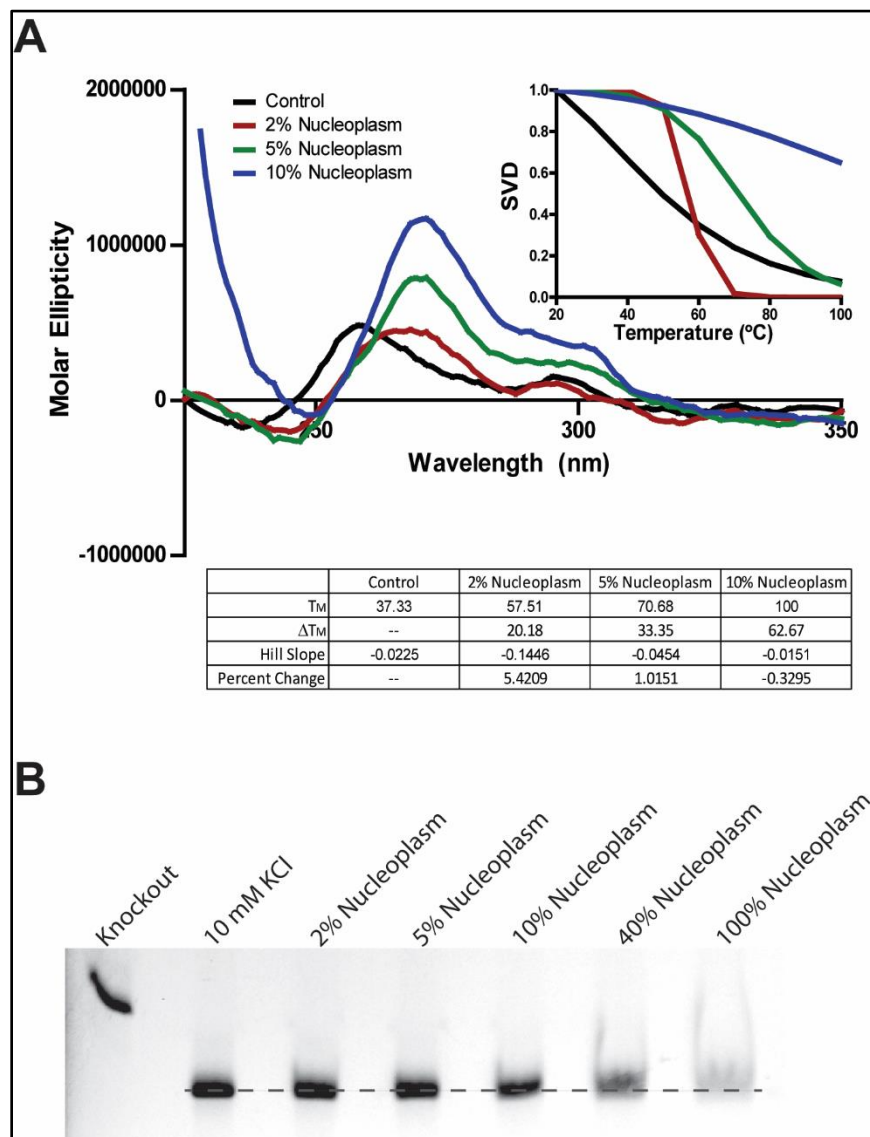 A
2000000
1000000
0
-1000000
Molar Ellipticity
Control
2% Nucleoplasm
5% Nucleoplasm
10% Nucleoplasm
1.0
0.8
0.6
0.4
0.2
0.0
SVD
20 40 60 80 100
Temperature (ºC)
50 300 350
Wavelength (nm)
Control 2% Nucleoplasm 5% Nucleoplasm 10% Nucleoplasm
TM 37.33 57.51 70.68 100
ΔTM -- 20.18 33.35 62.67
Hill Slope -0.0225 -0.1446 -0.0454 -0.0151
Percent Change -- 5.4209 1.0151 -0.3295
B
Knockout
10 mM KCl
2% Nucleoplasm
5% Nucleoplasm
10% Nucleoplasm
40% Nucleoplasm
100% Nucleoplasm